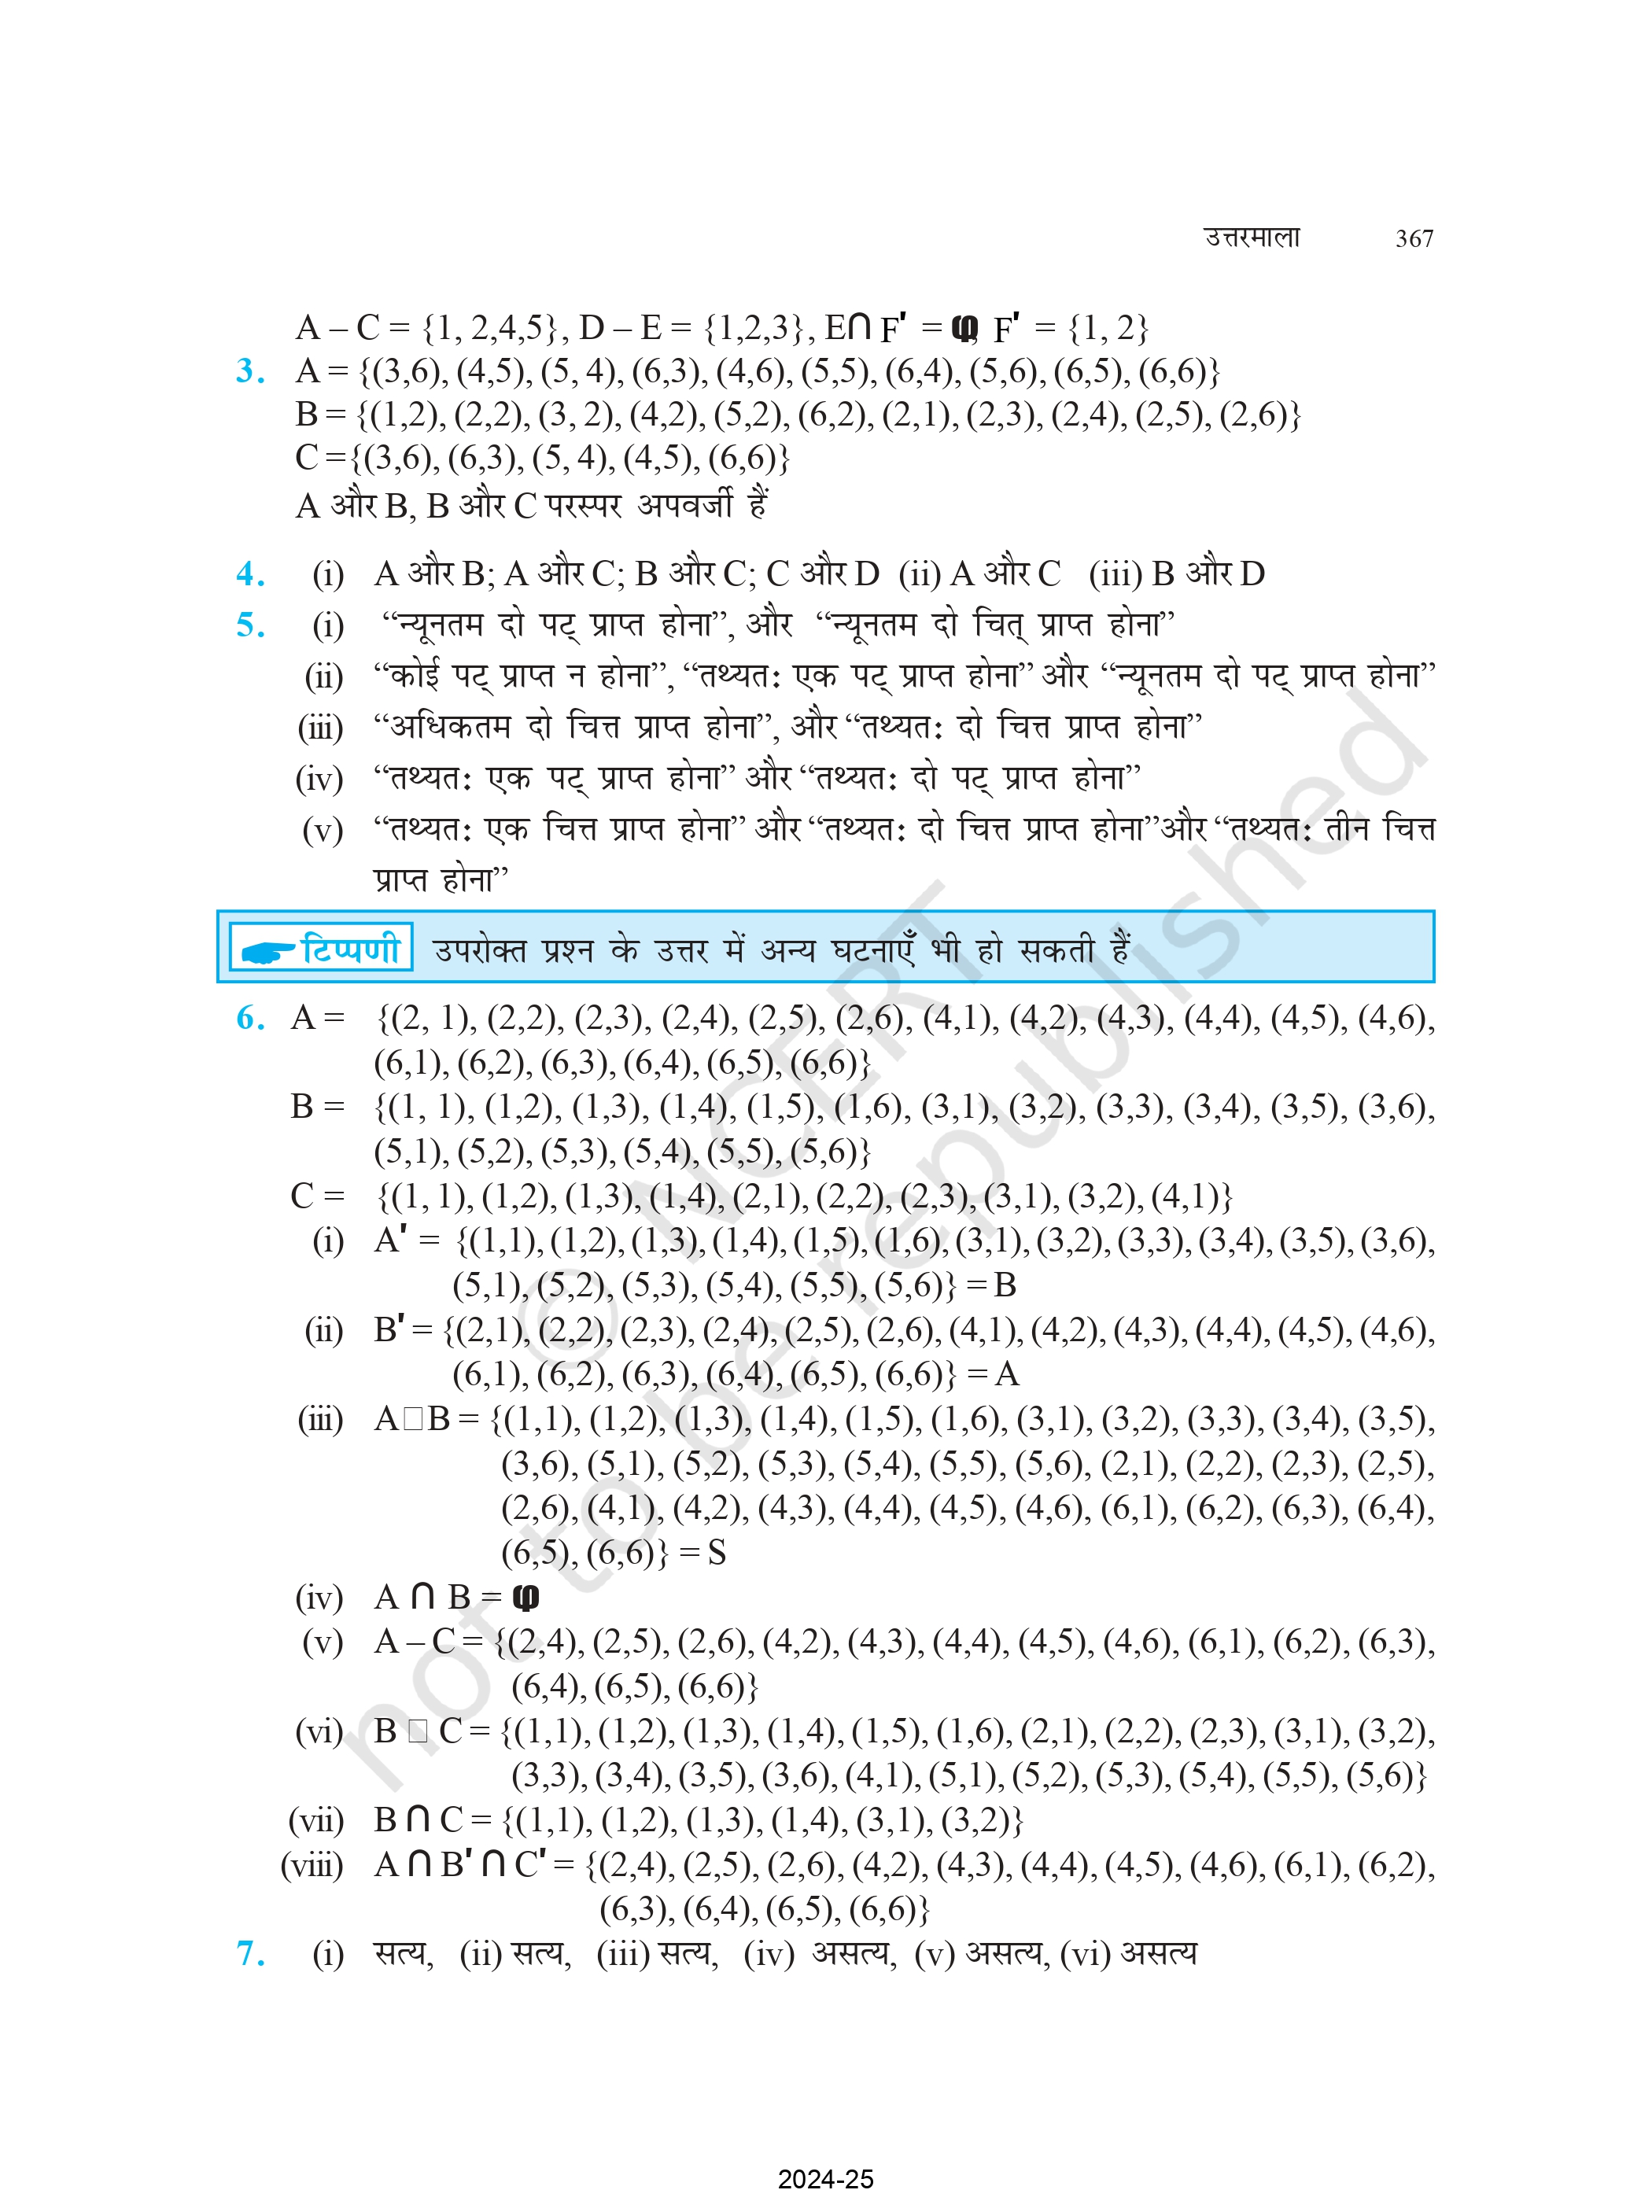 उत्तरमाला 367
A – C = {1, 2,4,5}, D – E = {1,2,3}, E∩ F′ = φ, F′ = {1, 2}
3. A = {(3,6), (4,5), (5, 4), (6,3), (4,6), (5,5), (6,4), (5,6), (6,5), (6,6)}
B = {(1,2), (2,2), (3, 2), (4,2), (5,2), (6,2), (2,1), (2,3), (2,4), (2,5), (2,6)}
C ={(3,6), (6,3), (5, 4), (4,5), (6,6)}
A और B, B और C परस्पर अपवर्जी हैं
4. (i) A और B; A और C; B और C; C और D (ii) A और C (iii) B और D
5. (i) “न्यूनतम दो पट् प्राप्त होना”, और “न्यूनतम दो चित् प्राप्त होना”
(ii) “कोई पट् प्राप्त न होना”, “तथ्यतः एक पट् प्राप्त होना” और “न्यूनतम दो पट् प्राप्त होना”
(iii) “अधिकतम दो चित्त प्राप्त होना”, और “तथ्यतः दो चित्त प्राप्त होना”
(iv) “तथ्यतः एक पट् प्राप्त होना” और “तथ्यतः दो पट् प्राप्त होना”
(v) “तथ्यतः एक चित्त प्राप्त होना” और “तथ्यतः दो चित्त प्राप्त होना”और “तथ्यतः तीन चित्त
प्राप्त होना”
☛ टिप्पणी उपरोक्त प्रश्न के उत्तर में अन्य घटनाएँ भी हो सकती हैं
6. A = {(2, 1), (2,2), (2,3), (2,4), (2,5), (2,6), (4,1), (4,2), (4,3), (4,4), (4,5), (4,6),
(6,1), (6,2), (6,3), (6,4), (6,5), (6,6)}
B = {(1, 1), (1,2), (1,3), (1,4), (1,5), (1,6), (3,1), (3,2), (3,3), (3,4), (3,5), (3,6),
(5,1), (5,2), (5,3), (5,4), (5,5), (5,6)}
C = {(1, 1), (1,2), (1,3), (1,4), (2,1), (2,2), (2,3), (3,1), (3,2), (4,1)}
(i) A′ = {(1,1), (1,2), (1,3), (1,4), (1,5), (1,6), (3,1), (3,2), (3,3), (3,4), (3,5), (3,6),
(5,1), (5,2), (5,3), (5,4), (5,5), (5,6)} = B
(ii) B′ = {(2,1), (2,2), (2,3), (2,4), (2,5), (2,6), (4,1), (4,2), (4,3), (4,4), (4,5), (4,6),
(6,1), (6,2), (6,3), (6,4), (6,5), (6,6)} = A
(iii) A□B = {(1,1), (1,2), (1,3), (1,4), (1,5), (1,6), (3,1), (3,2), (3,3), (3,4), (3,5),
(3,6), (5,1), (5,2), (5,3), (5,4), (5,5), (5,6), (2,1), (2,2), (2,3), (2,5),
(2,6), (4,1), (4,2), (4,3), (4,4), (4,5), (4,6), (6,1), (6,2), (6,3), (6,4),
(6,5), (6,6)} = S
(iv) A ∩ B = φ
(v) A – C = {(2,4), (2,5), (2,6), (4,2), (4,3), (4,4), (4,5), (4,6), (6,1), (6,2), (6,3),
(6,4), (6,5), (6,6)}
(vi) B □ C = {(1,1), (1,2), (1,3), (1,4), (1,5), (1,6), (2,1), (2,2), (2,3), (3,1), (3,2),
(3,3), (3,4), (3,5), (3,6), (4,1), (5,1), (5,2), (5,3), (5,4), (5,5), (5,6)}
(vii) B ∩ C = {(1,1), (1,2), (1,3), (1,4), (3,1), (3,2)}
(viii) A ∩ B′ ∩ C′ = {(2,4), (2,5), (2,6), (4,2), (4,3), (4,4), (4,5), (4,6), (6,1), (6,2),
(6,3), (6,4), (6,5), (6,6)}
7. (i) सत्य, (ii) सत्य, (iii) सत्य, (iv) असत्य, (v) असत्य, (vi) असत्य
© NCERT
not to be republished
2024-25